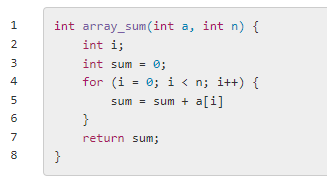 1 int array_sum(int a, int n) {
2     int i;
3     int sum = 0;
4     for (i = 0; i < n; i++) {
5         sum = sum + a[i]
6     }
7     return sum;
8 }